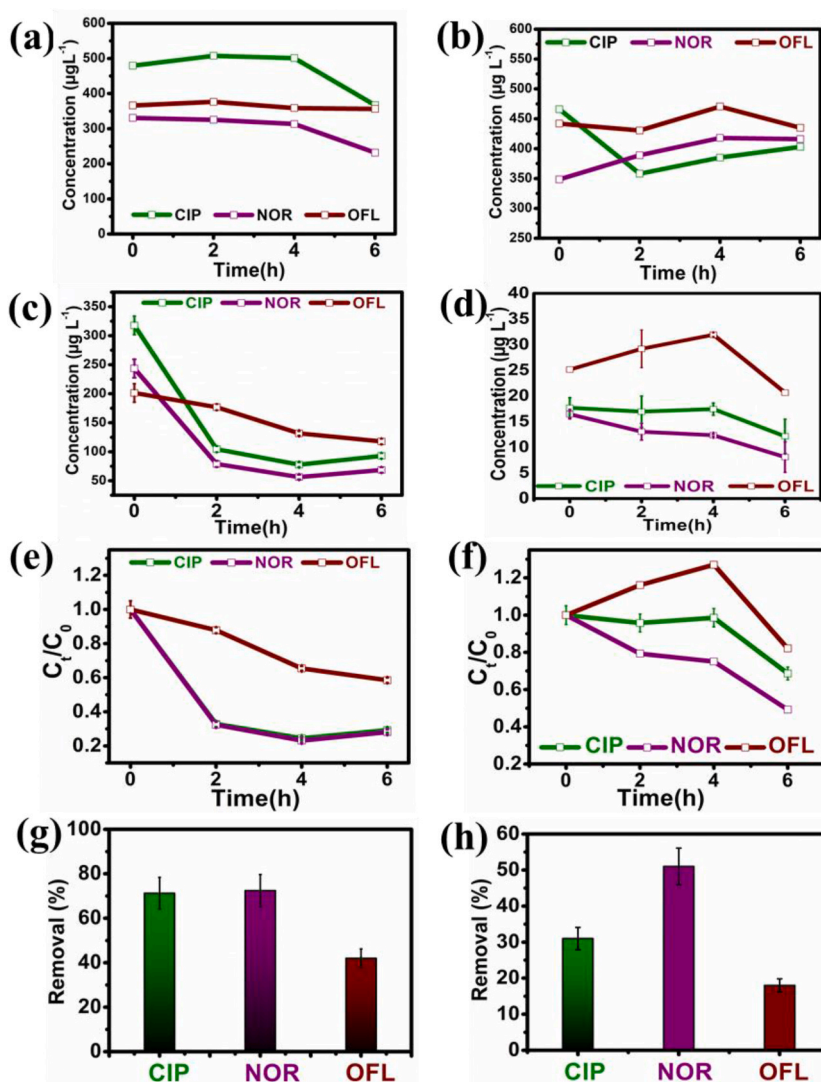 (a)
600
500
400
300
200
100
0
Concentration (µgL⁻¹)
CIP NOR OFL
0 2 4 6
Time(h)
(b)
500
450
400
350
300
250
Concentration (µg L⁻¹)
CIP NOR OFL
0 2 4 6
Time (h)
(c)
350
300
250
200
150
100
50
Concentration (µg L⁻¹)
CIP NOR OFL
0 2 4 6
Time(h)
(d)
40
35
30
25
20
15
10
5
0
Concentration (µg L⁻¹)
CIP NOR OFL
0 2 4 6
Time(h)
(e)
1.2
1.0
0.8
0.6
0.4
0.2
Cₜ/C₀
CIP NOR OFL
0 2 4 6
Time(h)
(f)
1.2
1.0
0.8
0.6
0.4
0.2
Cₜ/C₀
CIP NOR OFL
0 2 4 6
Time(h)
(g)
100
80
60
40
20
0
Removal (%)
CIP NOR OFL
(h)
60
50
40
30
20
10
0
Removal (%)
CIP NOR OFL